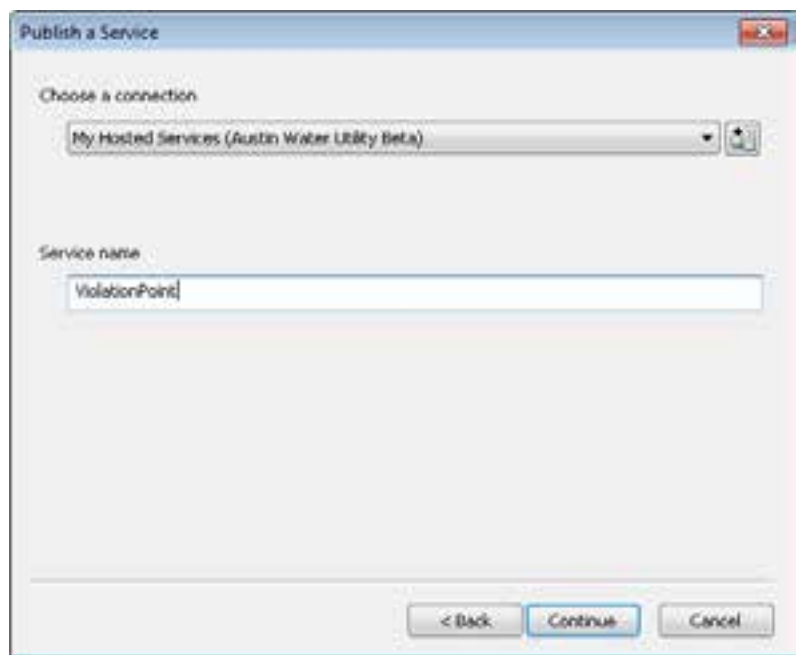 Publish a Service
Choose a connection
My Hosted Services (Austin Water Utility Beta)
Service name
ViolationPoint
< Back Continue Cancel